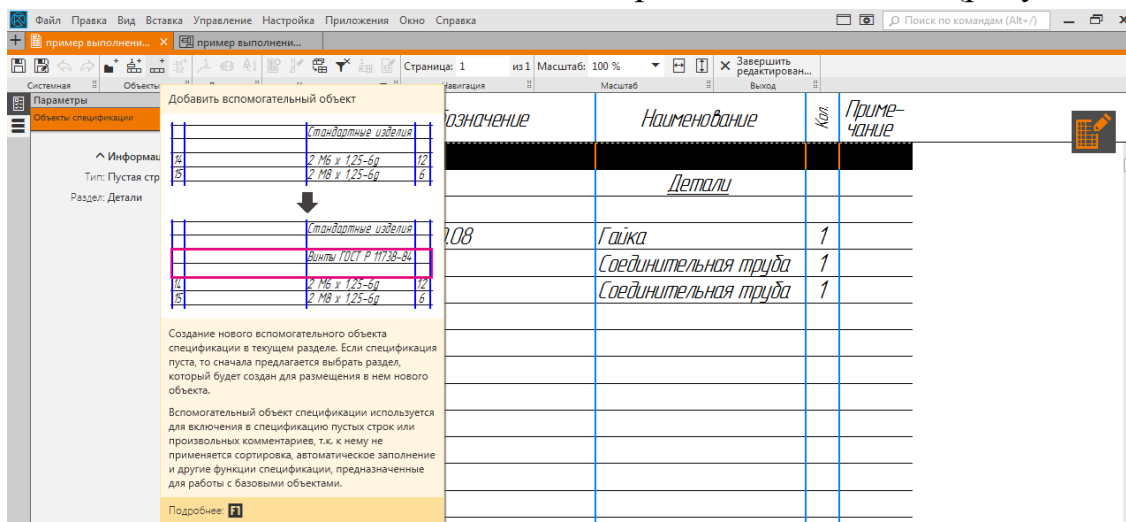 Файл Правка Вид Вставка Управление Настройка Приложения Окно Справка
Поиск по командам (Alt+/)
пример выполнени...
пример выполнени...
Страница: 1 из 1 Масштаб: 100 % Завершить редактирован...
Системная Объекты Навигация Масштаб Выход
Параметры
Объекты спецификации
Информац
Тип: Пустая стр
Раздел: Детали
Добавить вспомогательный объект
Стандартные изделия
14 2 М6 х 1,25-6g 12
15 2 М8 х 1,25-6g 6
Стандартные изделия
Винты ГОСТ Р 11738-84
14 2 М6 х 1,25-6g 12
15 2 М8 х 1,25-6g 6
Создание нового вспомогательного объекта
спецификации в текущем разделе. Если спецификация
пуста, то сначала предлагается выбрать раздел,
который будет создан для размещения в нем нового
объекта.
Вспомогательный объект спецификации используется
для включения в спецификацию пустых строк или
произвольных комментариев, т.к. к нему не
применяется сортировка, автоматическое заполнение
и другие функции спецификации, предназначенные
для работы с базовыми объектами.
Подробнее: F1
означение Наименование Кол. Приме-
чание
Детали
.08 Гайка 1
Соединительная труба 1
Соединительная труба 1